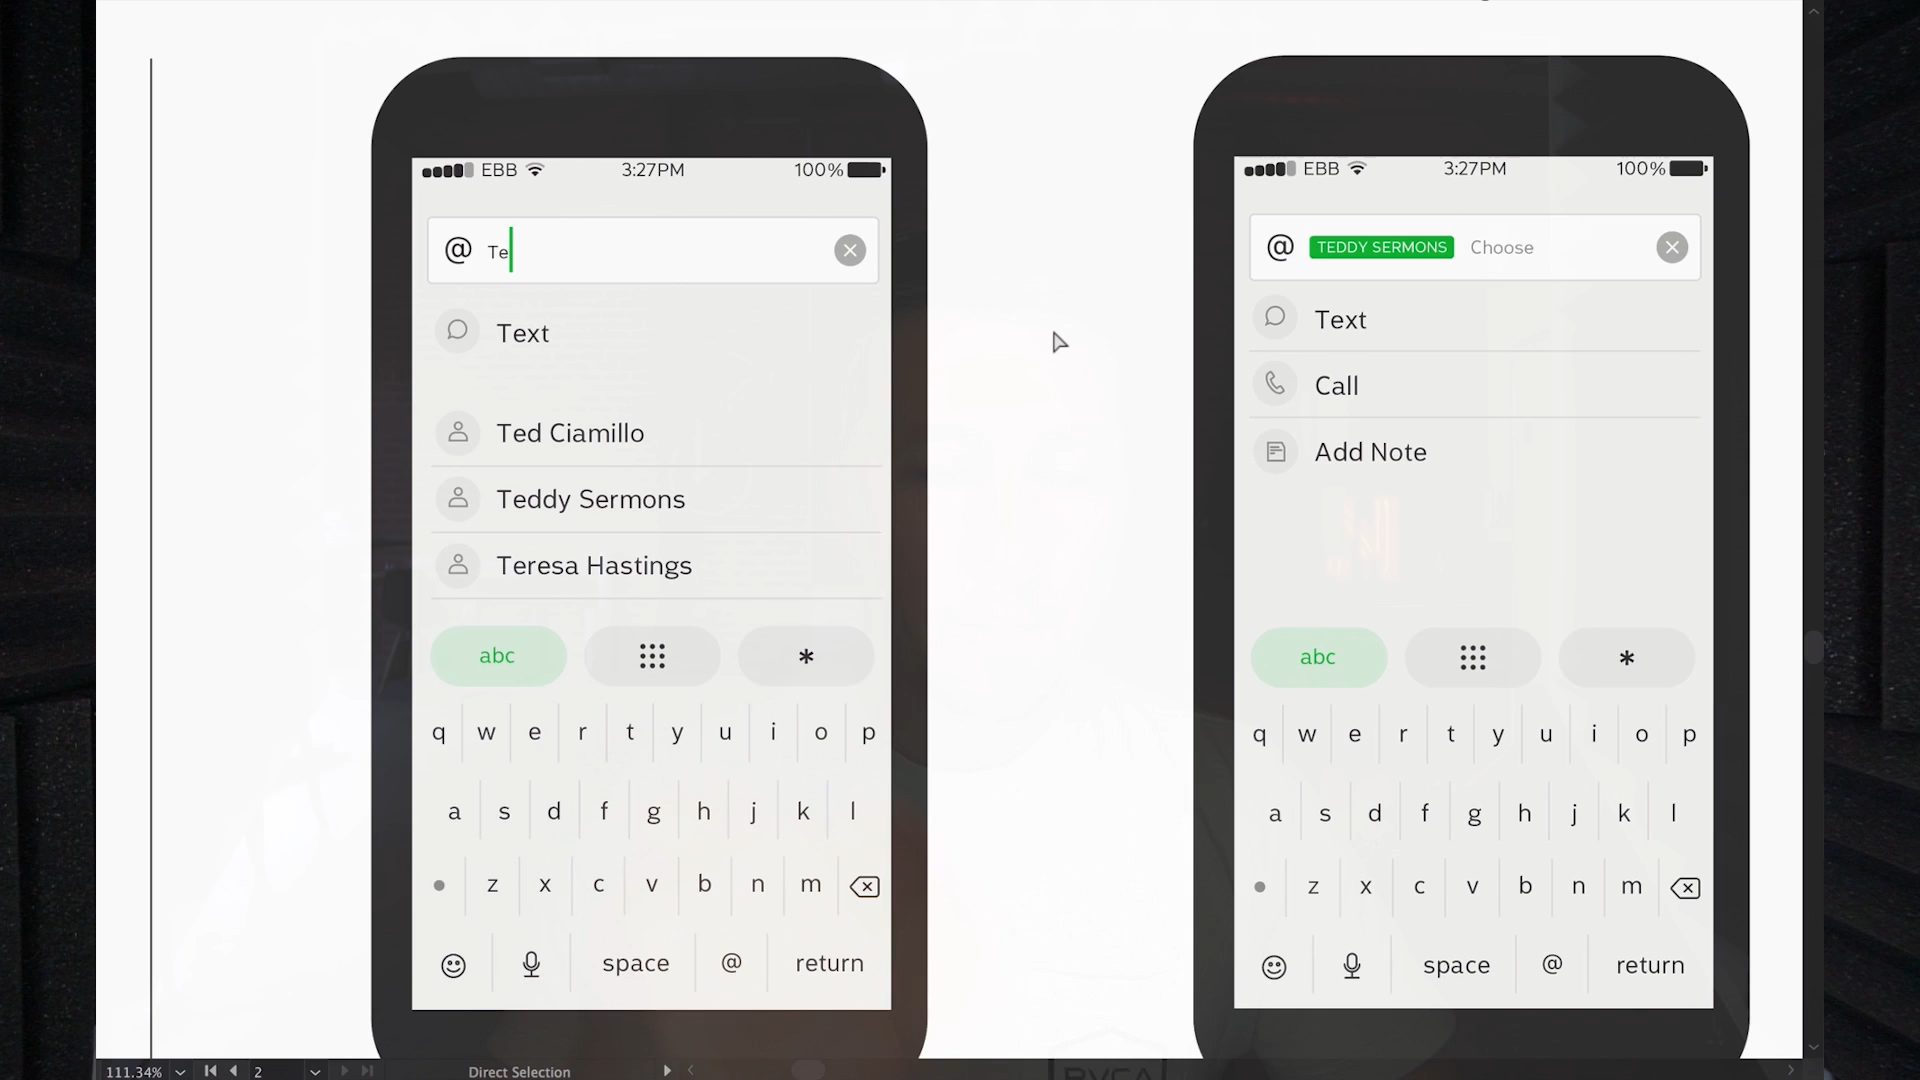 EBB 3:27PM 100%
@ Te
Text
Ted Ciamillo
Teddy Sermons
Teresa Hastings
abc *
q w e r t y u i o p
a s d f g h j k l
z x c v b n m
space @ return
EBB 3:27PM 100%
@ TEDDY SERMONS Choose
Text
Call
Add Note
abc *
q w e r t y u i o p
a s d f g h j k l
z x c v b n m
space @ return
111.34% 2 Direct Selection